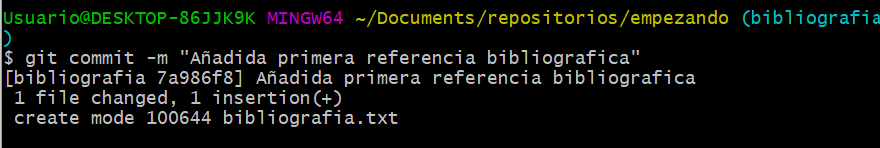 Usuario@DESKTOP-86JJK9K MINGW64 ~/Documents/repositorios/empezando (bibliografia
)
$ git commit -m "Añadida primera referencia bibliografica"
[bibliografia 7a986f8] Añadida primera referencia bibliografica
 1 file changed, 1 insertion(+)
 create mode 100644 bibliografia.txt